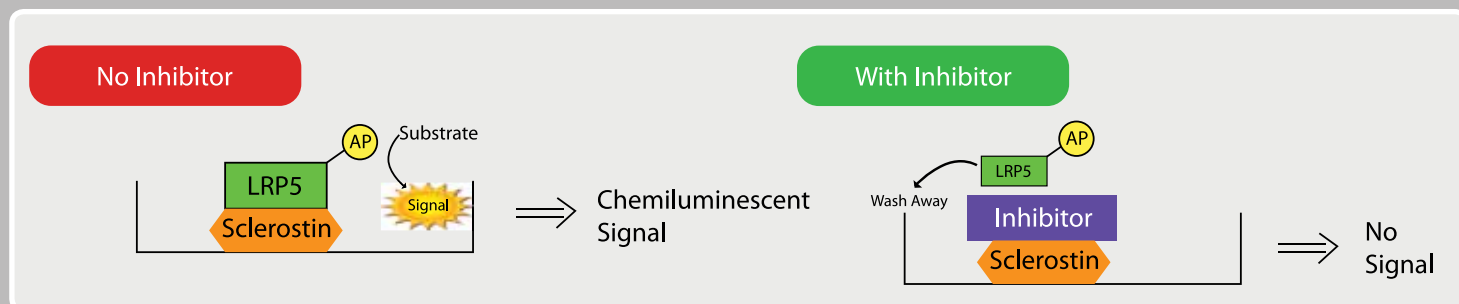 No Inhibitor
AP
Substrate
LRP5
Signal
Sclerostin
Chemiluminescent
Signal
With Inhibitor
AP
LRP5
Wash Away
Inhibitor
Sclerostin
No
Signal